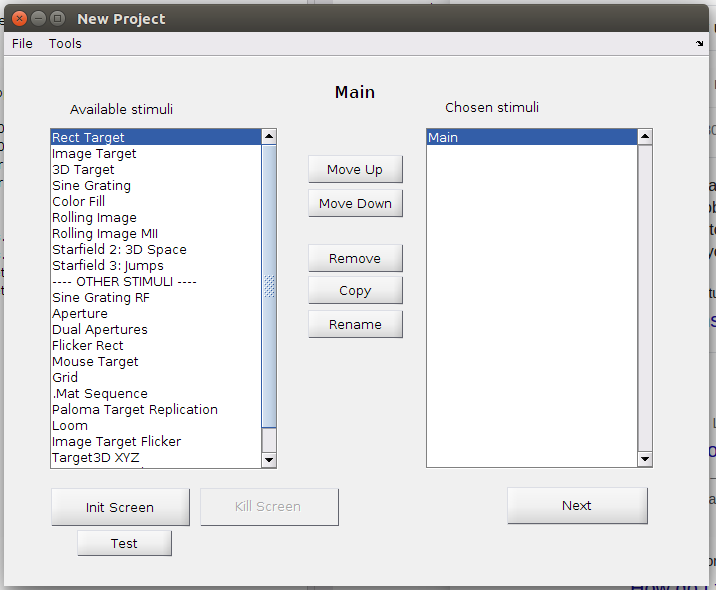 New Project
File Tools
Main
Available stimuli
Chosen stimuli
Rect Target
Image Target
3D Target
Sine Grating
Color Fill
Rolling Image
Rolling Image MII
Starfield 2: 3D Space
Starfield 3: Jumps
---- OTHER STIMULI ----
Sine Grating RF
Aperture
Dual Apertures
Flicker Rect
Mouse Target
Grid
.Mat Sequence
Paloma Target Replication
Loom
Image Target Flicker
Target3D XYZ
Move Up
Move Down
Remove
Copy
Rename
Main
Init Screen
Kill Screen
Next
Test